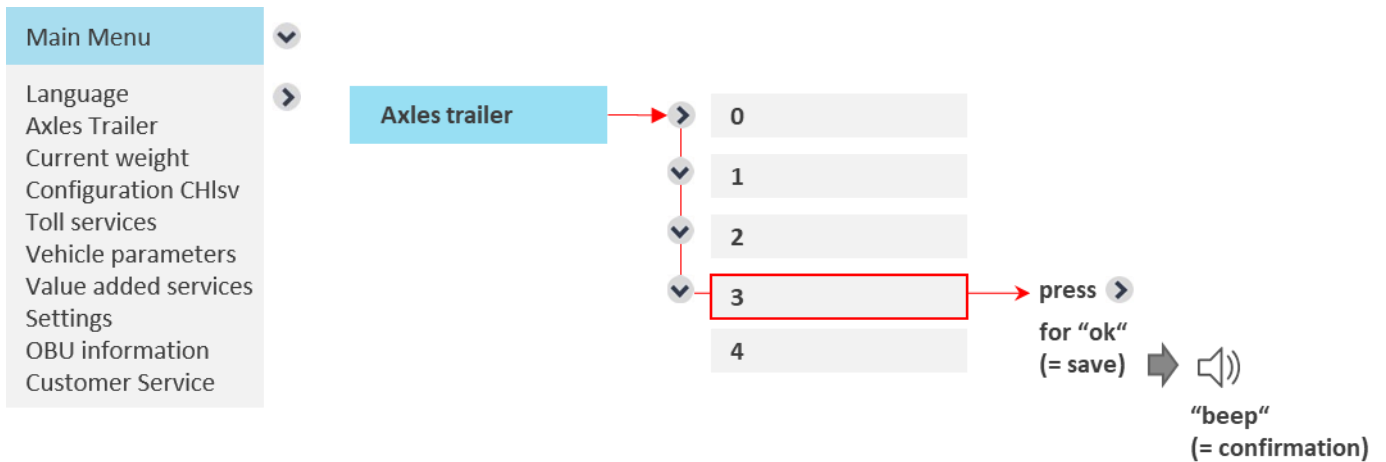 Main Menu
Language
Axles Trailer
Current weight
Configuration CHlsv
Toll services
Vehicle parameters
Value added services
Settings
OBU information
Customer Service
Axles trailer
0
1
2
3
4
press
for “ok“
(= save)
“beep“
(= confirmation)